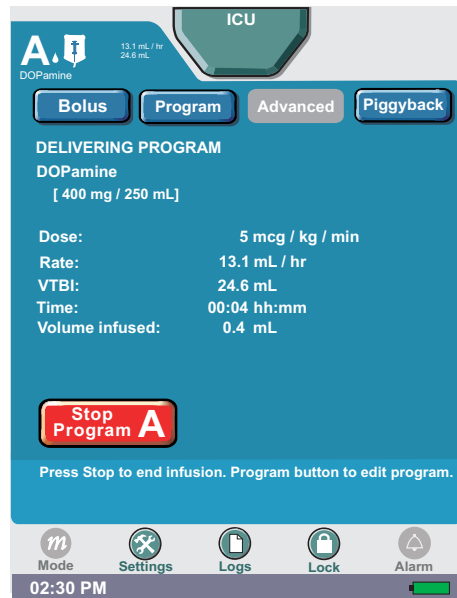 ICU
A.
13.1 mL / hr
24.6 mL
DOPamine
Bolus Program Advanced Piggyback
DELIVERING PROGRAM
DOPamine
[ 400 mg / 250 mL]
Dose: 5 mcg / kg / min
Rate: 13.1 mL / hr
VTBI: 24.6 mL
Time: 00:04 hh:mm
Volume infused: 0.4 mL
Stop
Program A
Press Stop to end infusion. Program button to edit program.
m
Mode Settings Logs Lock Alarm
02:30 PM